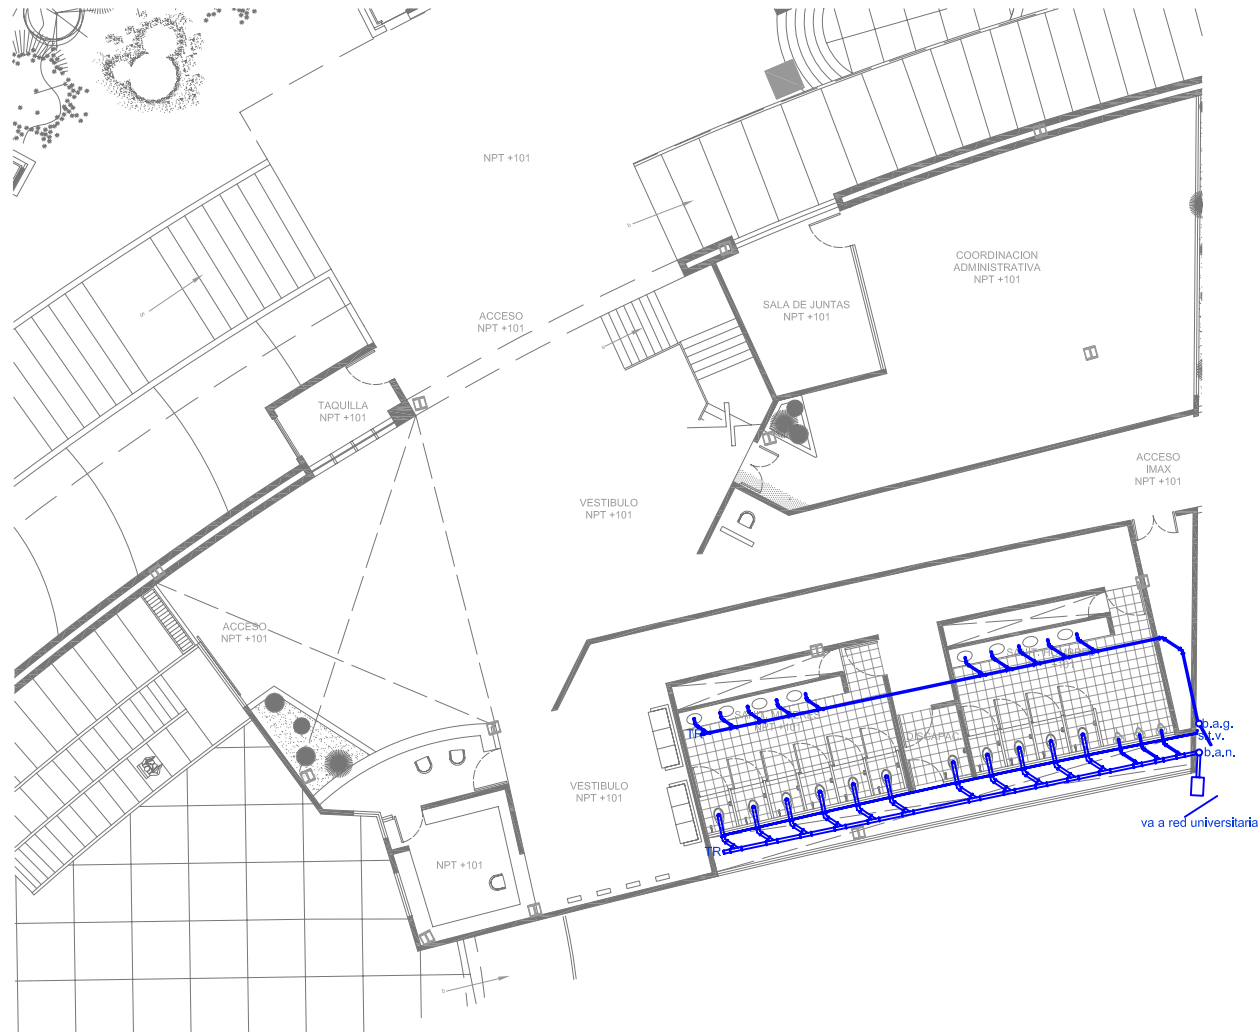 NPT +101
COORDINACION
ADMINISTRATIVA
NPT +101
SALA DE JUNTAS
NPT +101
ACCESO
NPT +101
TAQUILLA
NPT +101
ACCESO
IMAX
NPT +101
VESTIBULO
NPT +101
ACCESO
NPT +101
TR
b.a.g.
s.t.v.
b.a.n.
VESTIBULO
NPT +101
va a red universitaria
TR
NPT +101